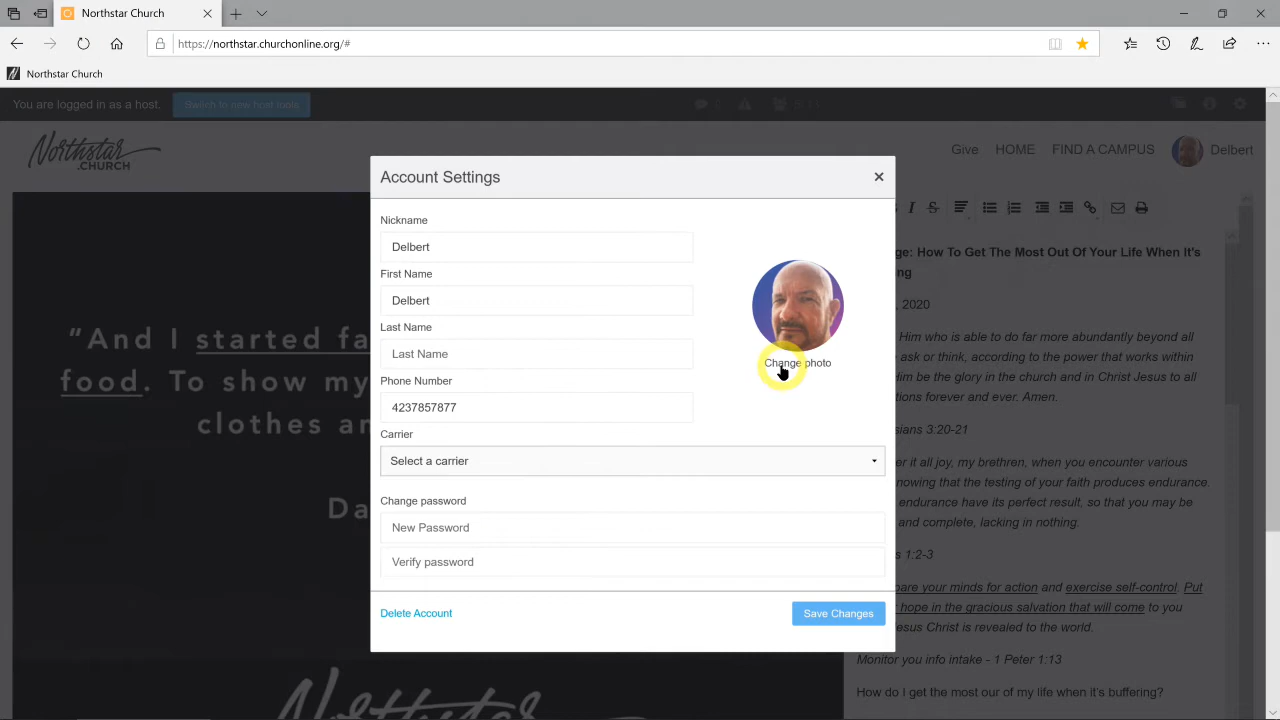 Northstar Church
https://northstar.churchonline.org/#
Northstar Church
You are logged in as a host.
Switch to new host tools
Northstar
.CHURCH
Give HOME FIND A CAMPUS Delbert
Account Settings
Nickname
Delbert
First Name
Delbert
Last Name
Last Name
Phone Number
4237857877
Carrier
Select a carrier
Change password
New Password
Verify password
Delete Account
Save Changes
Change photo
"And I started fa
food. To show my
clothes an
Da
Northstar
ge: How To Get The Most Out Of Your Life When It's
ng
, 2020
Him who is able to do far more abundantly beyond all
ask or think, according to the power that works within
Him be the glory in the church and in Christ Jesus to all
tions forever and ever. Amen.
sians 3:20-21
er it all joy, my brethren, when you encounter various
nowing that the testing of your faith produces endurance.
endurance have its perfect result, so that you may be
and complete, lacking in nothing.
s 1:2-3
pare your minds for action and exercise self-control. Put
hope in the gracious salvation that will come to you
esus Christ is revealed to the world.
Monitor you info intake - 1 Peter 1:13
How do I get the most our of my life when it's buffering?